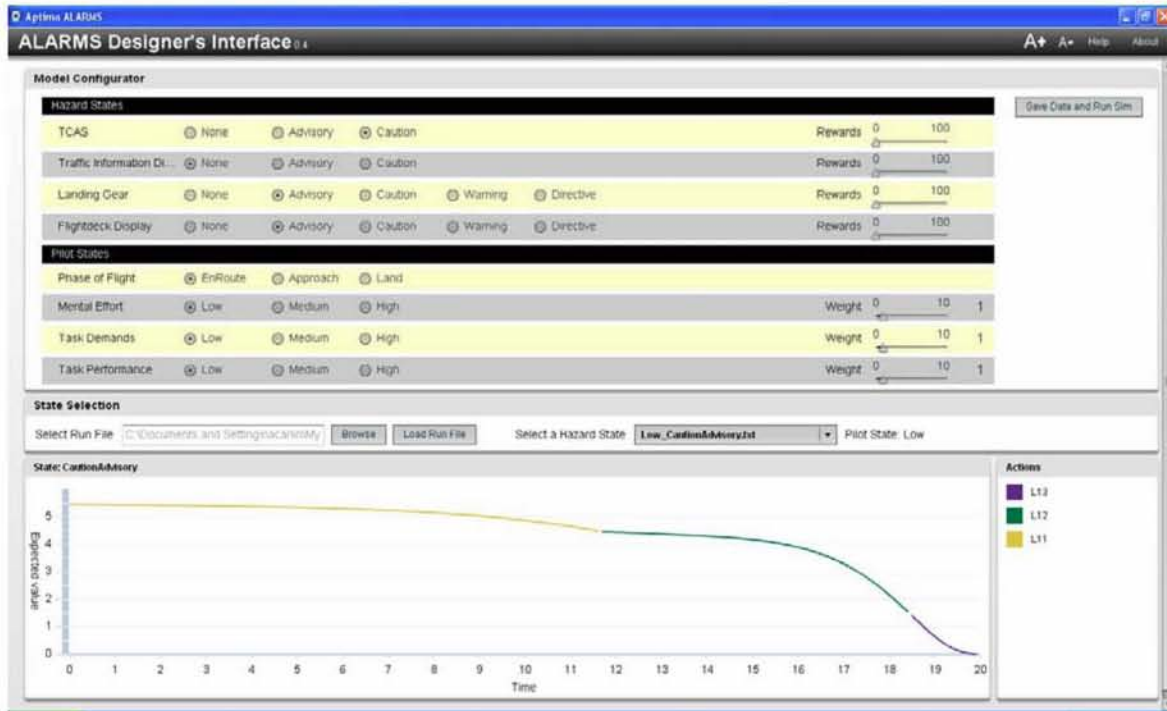 Aptima ALARMS
ALARMS Designer's Interface 0.4 A+ A- Help About
Model Configurator
Hazard States Save Data and Run Sim
TCAS None Advisory Caution Rewards 0 100
Traffic Information Di... None Advisory Caution Rewards 0 100
Landing Gear None Advisory Caution Warning Directive Rewards 0 100
Flightdeck Display None Advisory Caution Warning Directive Rewards 0 100
Pilot States
Phase of Flight EnRoute Approach Land
Mental Effort Low Medium High Weight 0 10 1
Task Demands Low Medium High Weight 0 10 1
Task Performance Low Medium High Weight 0 10 1
State Selection
Select Run File C:\Documents and Browse Load Run File Select a Hazard State Low_CautionAdvisory.txt Pilot State: Low
State: CautionAdvisory Actions
L13
L12
L11
5
4
3
2
1
0
Expected value
0 1 2 3 4 5 6 7 8 9 10 11 12 13 14 15 16 17 18 19 20
Time